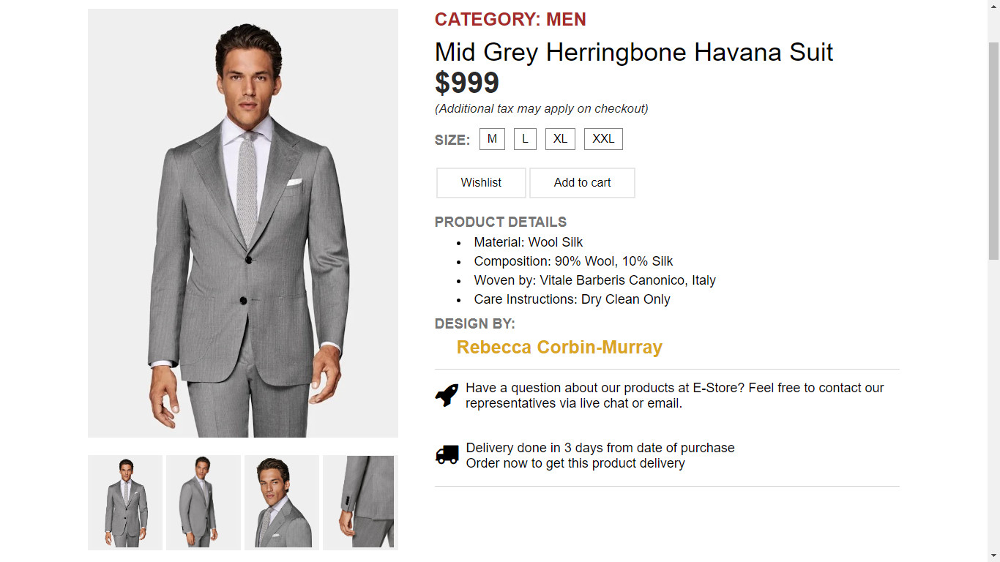 CATEGORY: MEN
Mid Grey Herringbone Havana Suit
$999
(Additional tax may apply on checkout)
SIZE: M L XL XXL
Wishlist Add to cart
PRODUCT DETAILS
Material: Wool Silk
Composition: 90% Wool, 10% Silk
Woven by: Vitale Barberis Canonico, Italy
Care Instructions: Dry Clean Only
DESIGN BY:
Rebecca Corbin-Murray
Have a question about our products at E-Store? Feel free to contact our
representatives via live chat or email.
Delivery done in 3 days from date of purchase
Order now to get this product delivery